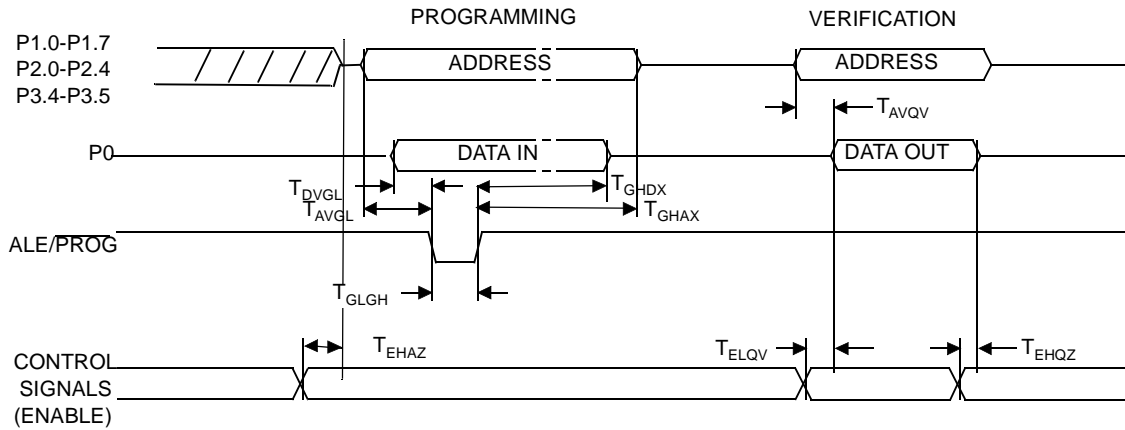 PROGRAMMING
VERIFICATION
P1.0-P1.7
P2.0-P2.4
P3.4-P3.5
ADDRESS
ADDRESS
TAVQV
P0
DATA IN
DATA OUT
TDVGL
TGHDX
TAVGL
TGHAX
ALE/PROG
TGLGH
TEHAZ
TELQV
TEHQZ
CONTROL
SIGNALS
(ENABLE)